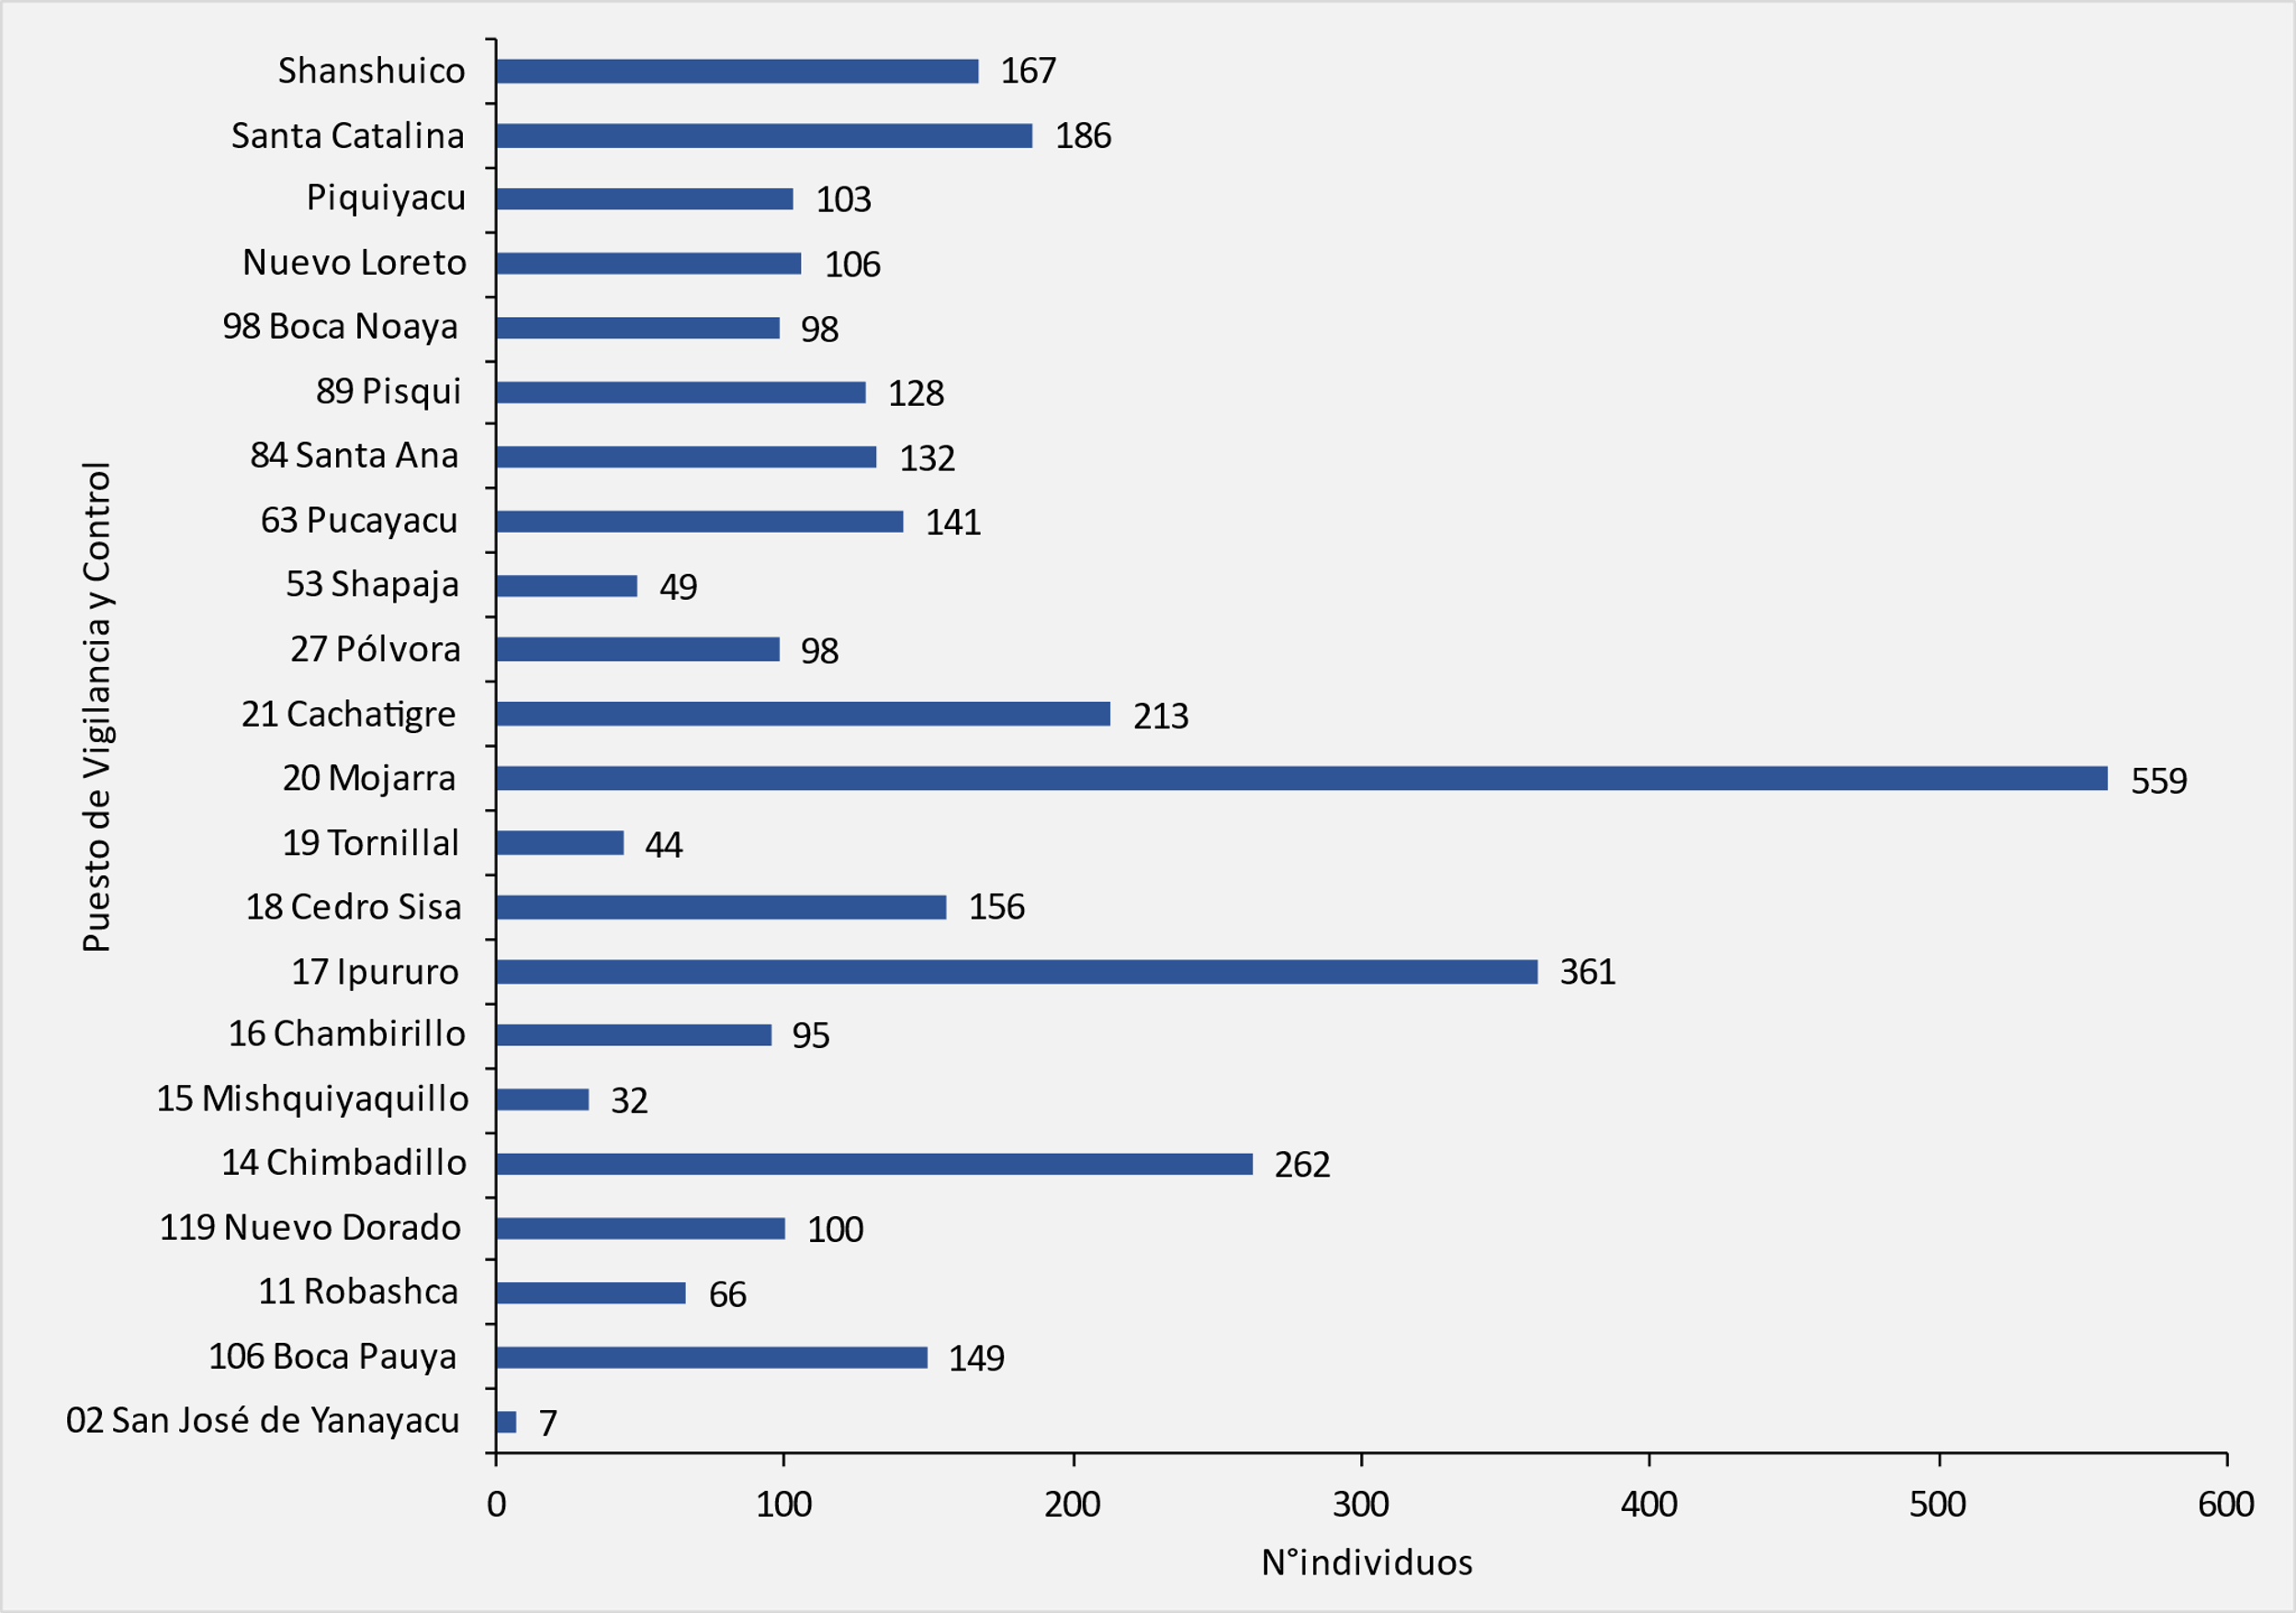 Puesto de Vigilancia y Control
Shanshuico 167
Santa Catalina 186
Piquiyacu 103
Nuevo Loreto 106
98 Boca Noaya 98
89 Pisqui 128
84 Santa Ana 132
63 Pucayacu 141
53 Shapaja 49
27 Pólvora 98
21 Cachatigre 213
20 Mojarra 559
19 Tornillal 44
18 Cedro Sisa 156
17 Ipururo 361
16 Chambirillo 95
15 Mishquiyaquillo 32
14 Chimbadillo 262
119 Nuevo Dorado 100
11 Robashca 66
106 Boca Pauya 149
02 San José de Yanayacu 7
0 100 200 300 400 500 600
N°individuos